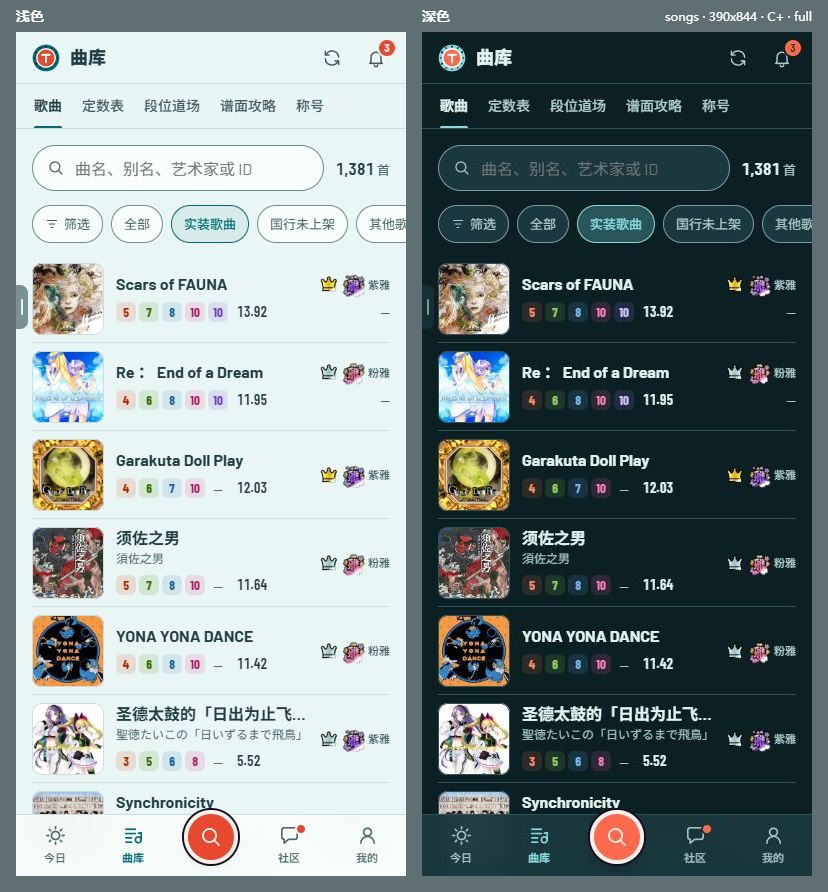 浅色
深色
songs · 390x844 · C+ · full
T 曲库
3
歌曲 定数表 段位道场 谱面攻略 称号
曲名、别名、艺术家或 ID
1,381 首
筛选 全部 实装歌曲 国行未上架 其他歌
Scars of FAUNA
紫雅
5 7 8 10 10 13.92 —
Re： End of a Dream
粉雅
4 6 8 10 10 11.95 —
Garakuta Doll Play
紫雅
4 6 7 10 — 12.03
须佐之男
須佐之男
粉雅
5 7 8 10 — 11.64
YONA YONA DANCE
粉雅
4 6 8 10 — 11.42
圣德太鼓的「日出为止飞...
聖徳たいこの「日いずるまで飛鳥」
紫雅
3 5 6 8 — 5.52
Synchronicity
今日 曲库 社区 我的
T 曲库
3
歌曲 定数表 段位道场 谱面攻略 称号
曲名、别名、艺术家或 ID
1,381 首
筛选 全部 实装歌曲 国行未上架 其他歌
Scars of FAUNA
紫雅
5 7 8 10 10 13.92 —
Re： End of a Dream
粉雅
4 6 8 10 10 11.95 —
Garakuta Doll Play
紫雅
4 6 7 10 — 12.03
须佐之男
須佐之男
粉雅
5 7 8 10 — 11.64
YONA YONA DANCE
粉雅
4 6 8 10 — 11.42
圣德太鼓的「日出为止飞...
聖徳たいこの「日いずるまで飛鳥」
紫雅
3 5 6 8 — 5.52
Synchronicity
今日 曲库 社区 我的